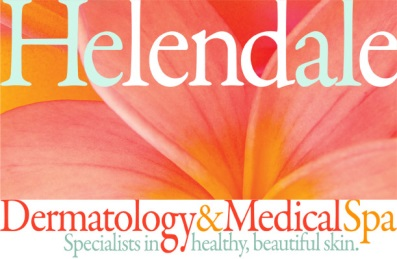 Helendale
Dermatology&MedicalSpa
Specialists in healthy, beautiful skin.